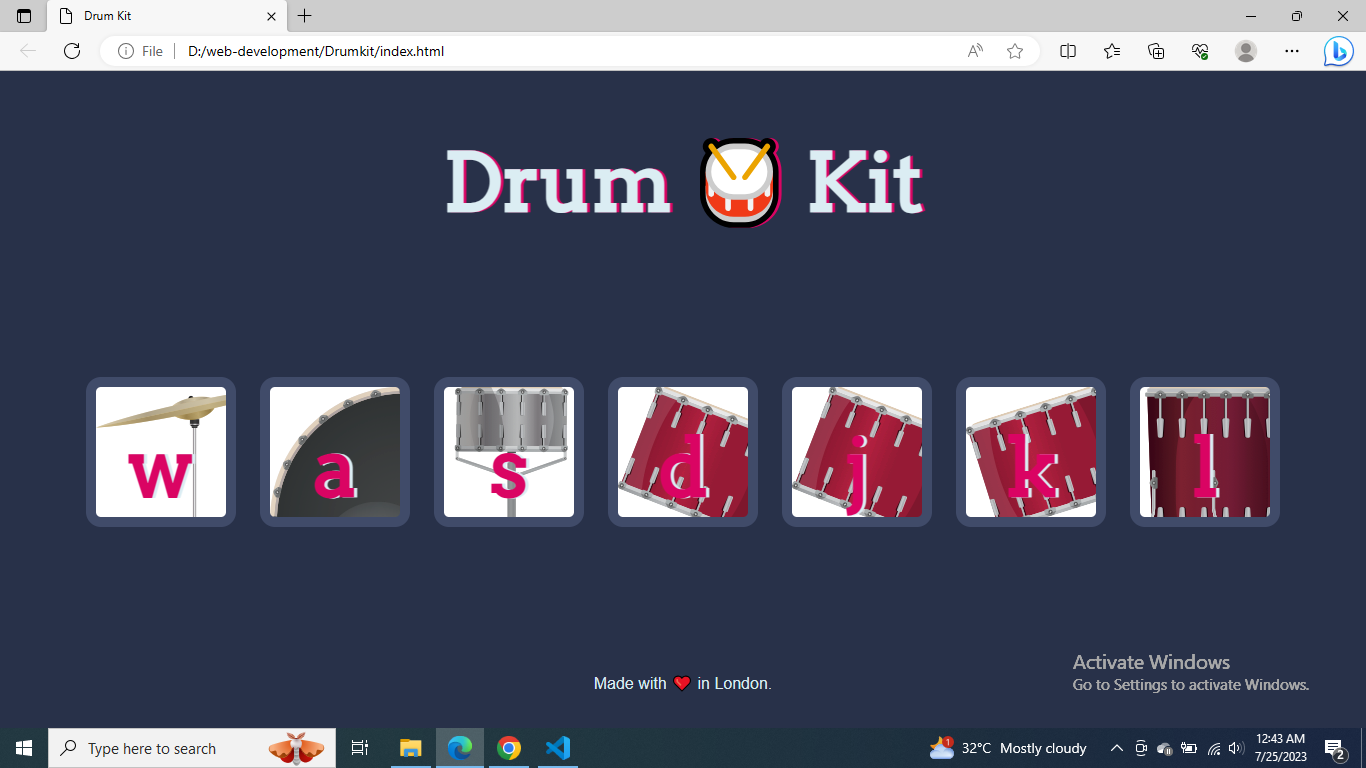 Drum Kit
File
D:/web-development/Drumkit/index.html
Drum 🥁 Kit
w a s d j k l
Made with ❤️ in London.
Activate Windows
Go to Settings to activate Windows.
Type here to search
1
32°C Mostly cloudy
12:43 AM
7/25/2023
2